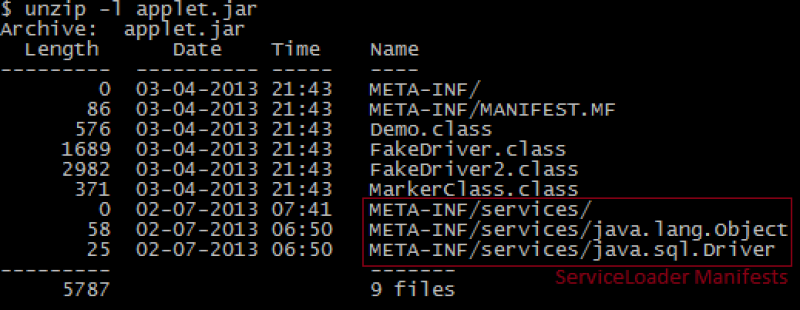 $ unzip -l applet.jar
Archive:  applet.jar
  Length      Date    Time    Name
---------  ---------- -----   ----
        0  03-04-2013 21:43   META-INF/
       86  03-04-2013 21:43   META-INF/MANIFEST.MF
      576  03-04-2013 21:43   Demo.class
     1689  03-04-2013 21:43   FakeDriver.class
     2982  03-04-2013 21:43   FakeDriver2.class
      371  03-04-2013 21:43   MarkerClass.class
        0  02-07-2013 07:41   META-INF/services/
       58  02-07-2013 06:50   META-INF/services/java.lang.Object
       25  02-07-2013 06:50   META-INF/services/java.sql.Driver
---------                     -------
ServiceLoader Manifests
     5787                     9 files